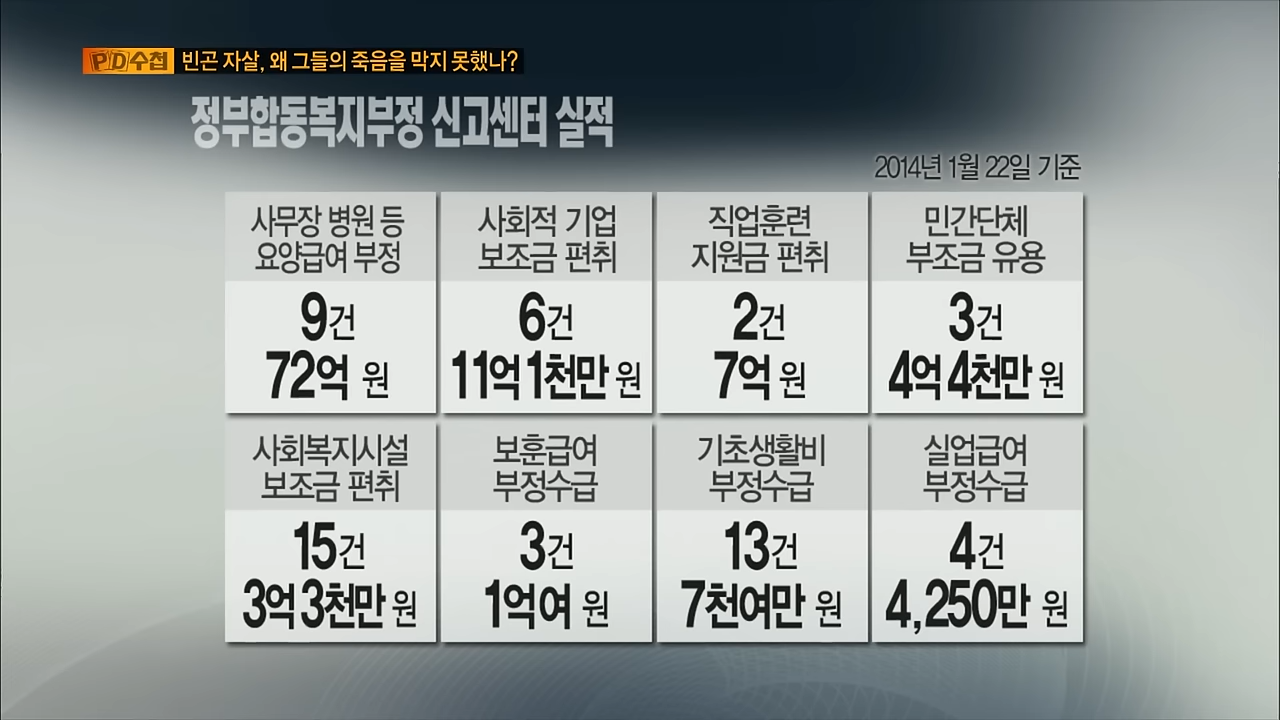 PD수첩 빈곤 자살, 왜 그들의 죽음을 막지 못했나?
정부합동복지부정 신고센터 실적
2014년 1월 22일 기준
사무장 병원 등
요양급여 부정
9건
72억 원
사회적 기업
보조금 편취
6건
11억 1천만 원
직업훈련
지원금 편취
2건
7억 원
민간단체
부조금 유용
3건
4억 4천만 원
사회복지시설
보조금 편취
15건
3억 3천만 원
보훈급여
부정수급
3건
1억여 원
기초생활비
부정수급
13건
7천여만 원
실업급여
부정수급
4건
4,250만 원